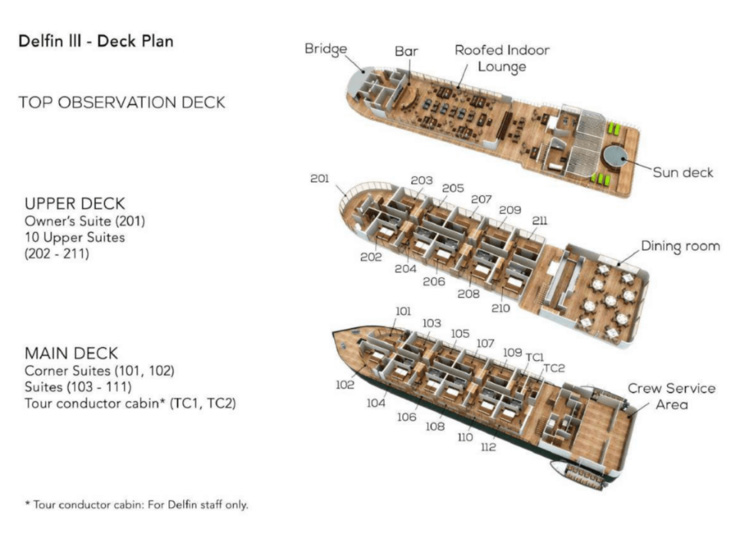 Delfin III - Deck Plan
TOP OBSERVATION DECK
Bridge
Bar
Roofed Indoor
Lounge
Sun deck
UPPER DECK
Owner's Suite (201)
10 Upper Suites
(202 - 211)
201
203
205
207
209
211
202
204
206
208
210
Dining room
MAIN DECK
Corner Suites (101, 102)
Suites (103 - 111)
Tour conductor cabin* (TC1, TC2)
101
103
105
107
109
TC1
TC2
102
104
106
108
110
112
Crew Service
Area
* Tour conductor cabin: For Delfin staff only.